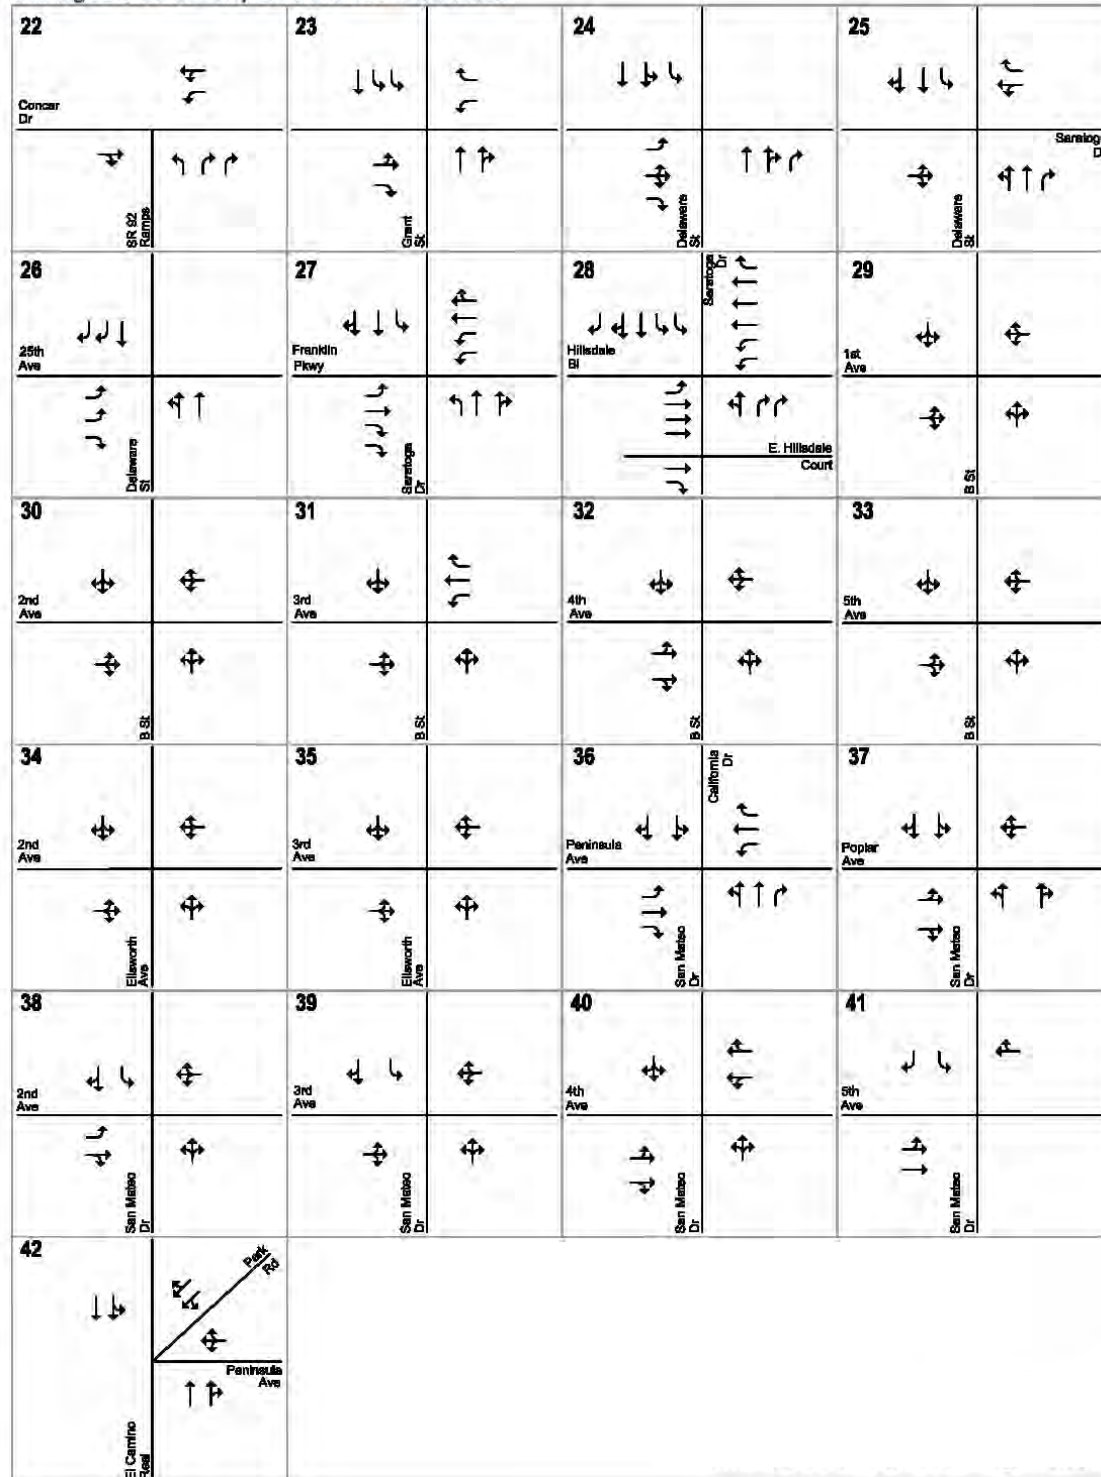 22
Concar
Dr
SR 92
Ramps
23
Grant
St
24
Delaware
St
25
Saratog
D
Delaware
St
26
25th
Ave
Delaware
St
27
Franklin
Pkwy
Saratoga
Dr
28
Saratoga
Dr
Hillsdale
Bl
E. Hillsdale
Court
29
1st
Ave
B St
30
2nd
Ave
B St
31
3rd
Ave
B St
32
4th
Ave
B St
33
5th
Ave
B St
34
2nd
Ave
Ellsworth
Ave
35
3rd
Ave
Ellsworth
Ave
36
California
Dr
Peninsula
Ave
San Mateo
Dr
37
Poplar
Ave
San Mateo
Dr
38
2nd
Ave
San Mateo
Dr
39
3rd
Ave
San Mateo
Dr
40
4th
Ave
San Mateo
Dr
41
5th
Ave
San Mateo
Dr
42
Park
Rd
Peninsula
Ave
El Camino
Real